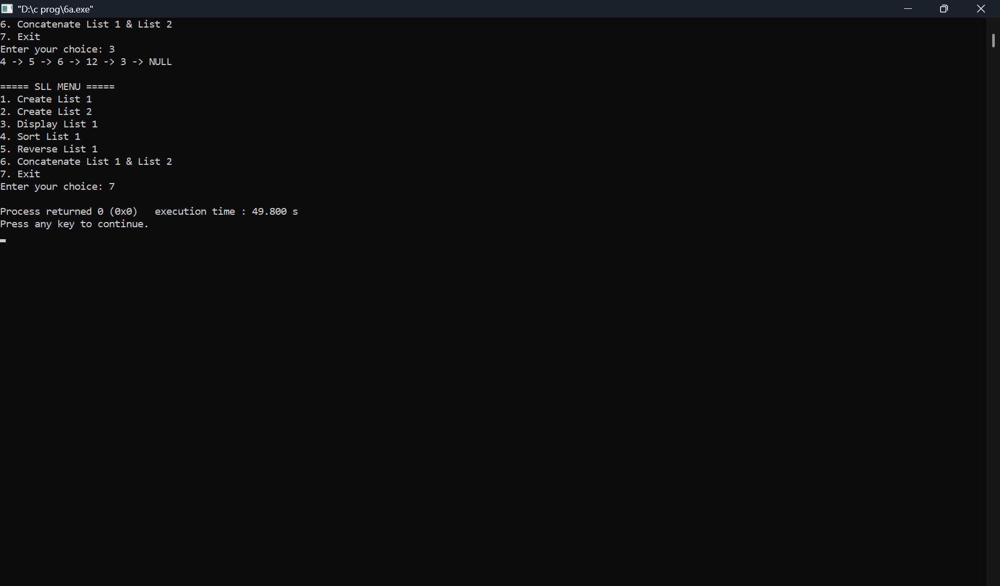 "D:\c prog\6a.exe"
6. Concatenate List 1 & List 2
7. Exit
Enter your choice: 3
4 -> 5 -> 6 -> 12 -> 3 -> NULL
===== SLL MENU =====
1. Create List 1
2. Create List 2
3. Display List 1
4. Sort List 1
5. Reverse List 1
6. Concatenate List 1 & List 2
7. Exit
Enter your choice: 7
Process returned 0 (0x0)   execution time : 49.800 s
Press any key to continue.